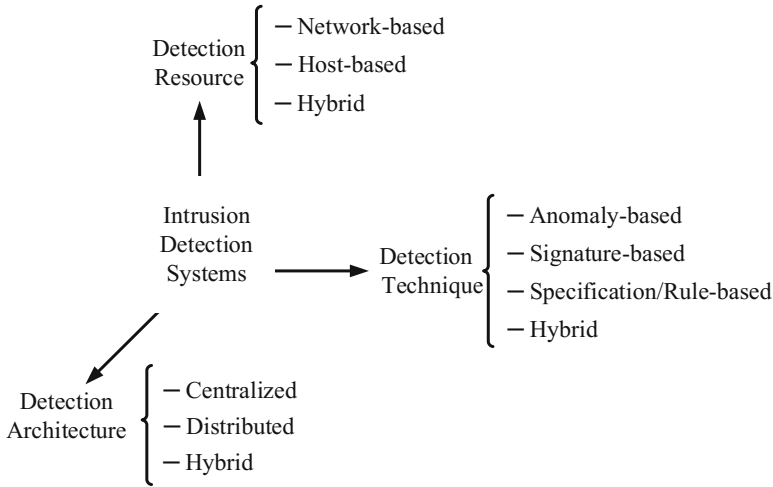 Detection
Resource
– Network-based
– Host-based
– Hybrid
Intrusion
Detection
Systems
Detection
Technique
– Anomaly-based
– Signature-based
– Specification/Rule-based
– Hybrid
Detection
Architecture
– Centralized
– Distributed
– Hybrid